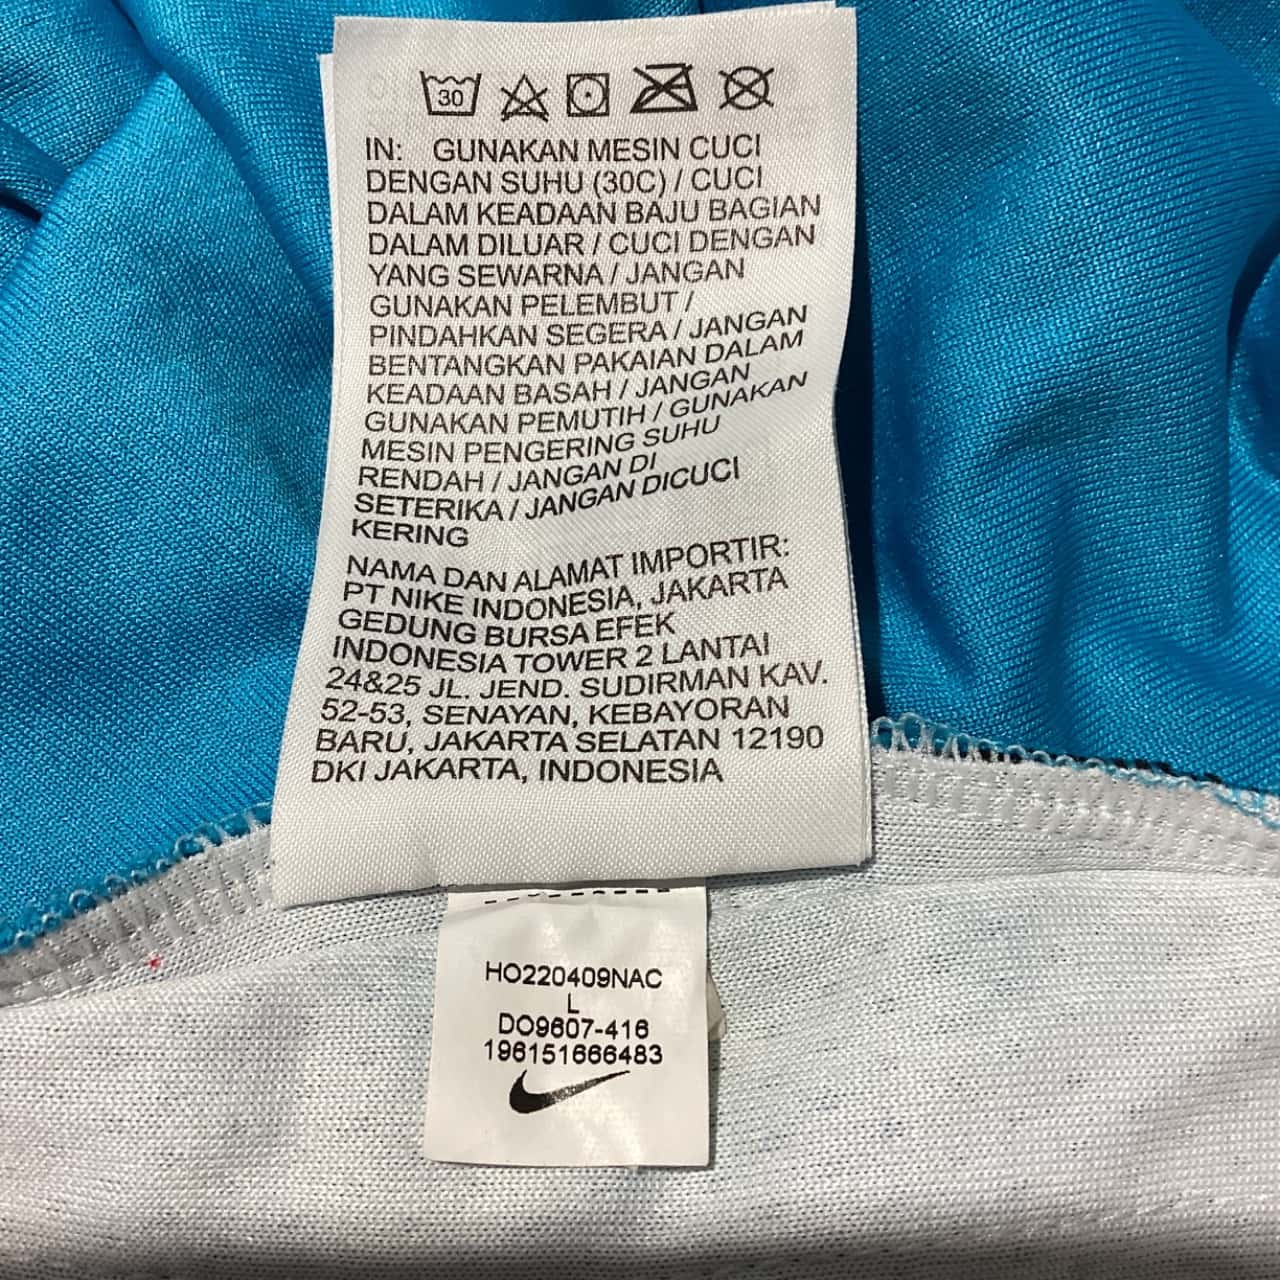 30
IN: GUNAKAN MESIN CUCI
DENGAN SUHU (30C) / CUCI
DALAM KEADAAN BAJU BAGIAN
DALAM DILUAR / CUCI DENGAN
YANG SEWARNA / JANGAN
GUNAKAN PELEMBUT /
PINDAHKAN SEGERA / JANGAN
BENTANGKAN PAKAIAN DALAM
KEADAAN BASAH / JANGAN
GUNAKAN PEMUTIH / GUNAKAN
MESIN PENGERING SUHU
RENDAH / JANGAN DI
SETERIKA / JANGAN DICUCI
KERING
NAMA DAN ALAMAT IMPORTIR:
PT NIKE INDONESIA, JAKARTA
GEDUNG BURSA EFEK
INDONESIA TOWER 2 LANTAI
24&25 JL. JEND. SUDIRMAN KAV.
52-53, SENAYAN, KEBAYORAN
BARU, JAKARTA SELATAN 12190
DKI JAKARTA, INDONESIA
HO220409NAC
L
DO9607-416
196151666483